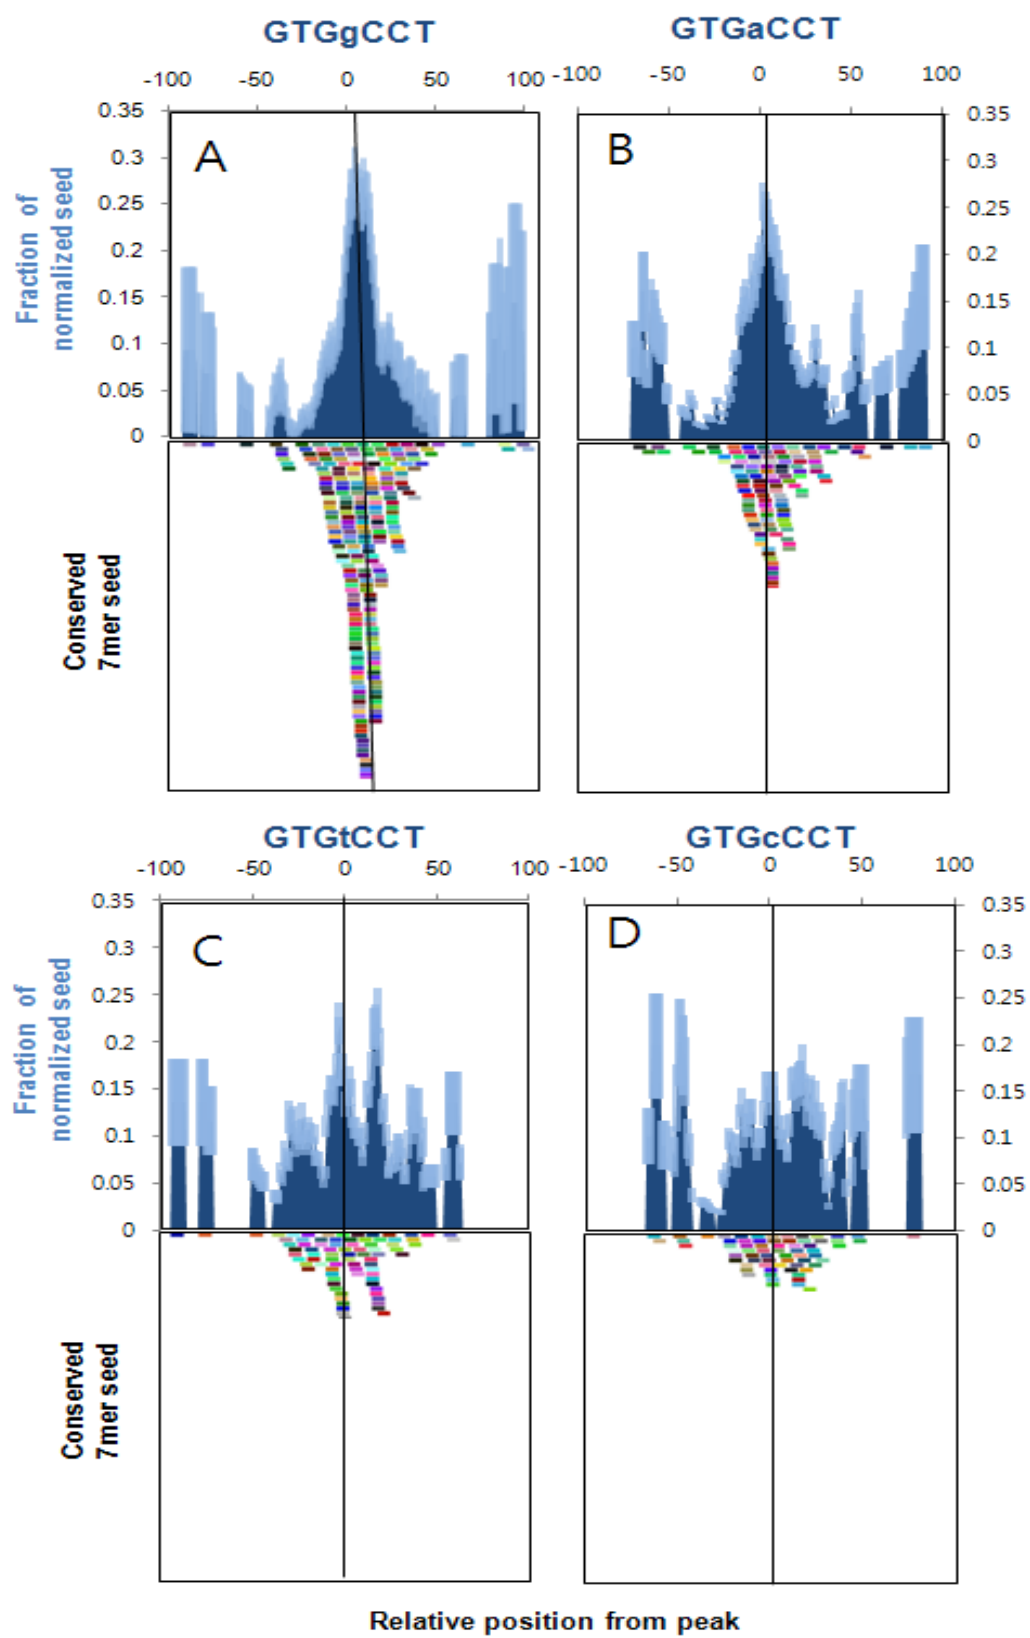 GTGgCCT
GTGaCCT
-100 -50 0 50 100
-100 -50 0 50 100
0.35
0.3
0.25
0.2
0.15
0.1
0.05
0
A
B
0.35
0.3
0.25
0.2
0.15
0.1
0.05
0
Fraction of
normalized seed
Conserved
7mer seed
GTGtCCT
GTGcCCT
-100 -50 0 50 100
-100 -50 0 50 100
0.35
0.3
0.25
0.2
0.15
0.1
0.05
0
C
D
0.35
0.3
0.25
0.2
0.15
0.1
0.05
0
Fraction of
normalized seed
Conserved
7mer seed
Relative position from peak